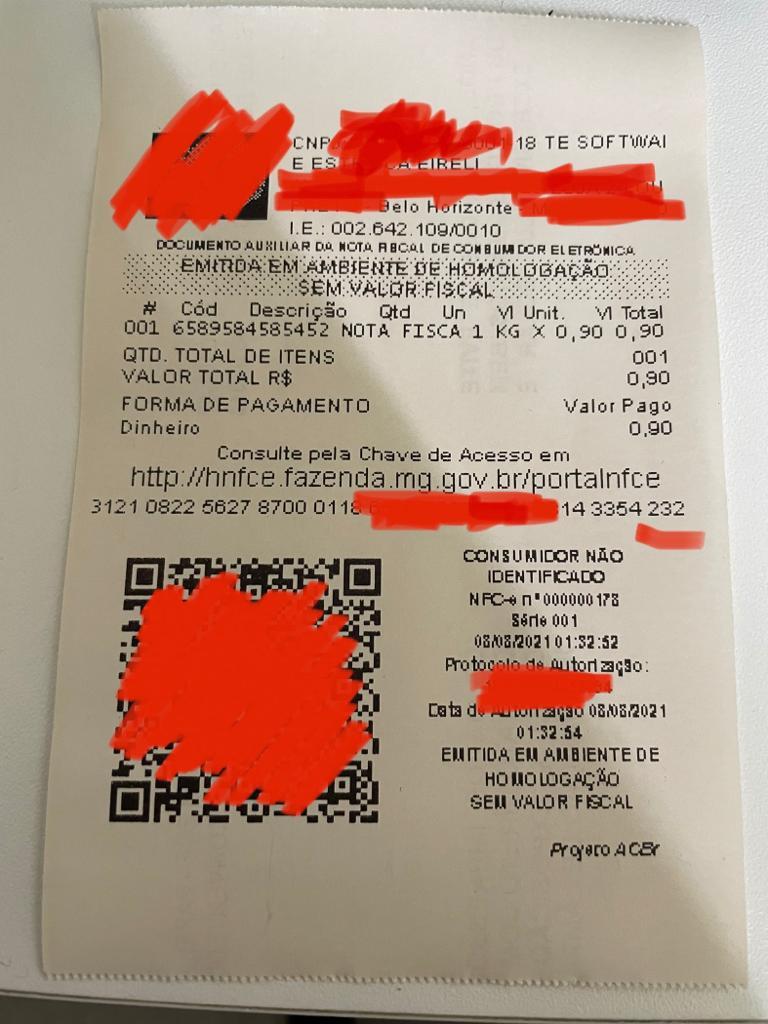 18 TE SOFTWAI
E EIRELI
Belo Horizonte -
I.E.: 002.642.109/0010
DOCUMENTO AUXILIAR DA NOTA FISCAL DE CONSUMIDOR ELETRÔNICA
EMITIDA EM AMBIENTE DE HOMOLOGAÇÃO
SEM VALOR FISCAL
# Cód Descrição Qtd Un Vl Unit. Vl Total
001 6589584585452 NOTA FISCA 1 KG X 0,90 0,90
QTD. TOTAL DE ITENS 001
VALOR TOTAL R$ 0,90
FORMA DE PAGAMENTO Valor Pago
Dinheiro 0,90
Consulte pela Chave de Acesso em
http://hnfce.fazenda.mg.gov.br/portalnfce
3121 0822 5627 8700 0118 14 3354 232
CONSUMIDOR NÃO
IDENTIFICADO
NFC-e nº 000000178
Série 001
08/08/2021 01:32:52
Protocolo de Autorização:
Data de Autorização 08/08/2021
01:32:54
EMITIDA EM AMBIENTE DE
HOMOLOGAÇÃO
SEM VALOR FISCAL
Projeto ACBr